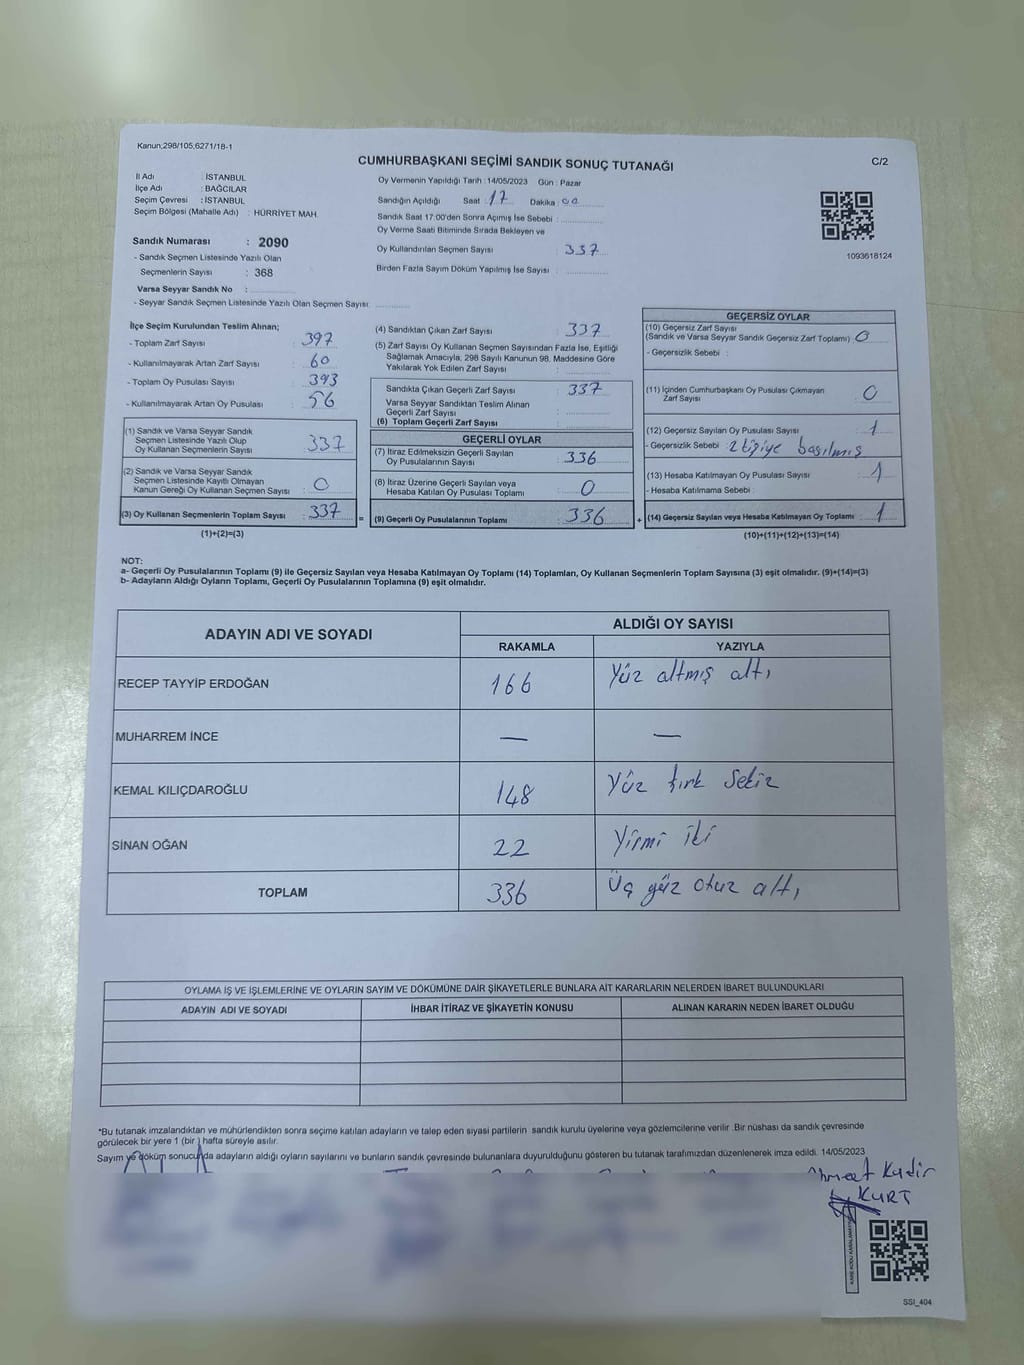 Kanun,298/105,6271/18-1
CUMHURBAŞKANI SEÇİMİ SANDIK SONUÇ TUTANAĞI
C/2
İl Adı : İSTANBUL
İlçe Adı : BAĞCILAR
Seçim Çevresi : İSTANBUL
Seçim Bölgesi (Mahalle Adı) : HÜRRİYET MAH.
Sandık Numarası : 2090
- Sandık Seçmen Listesinde Yazılı Olan
Seçmenlerin Sayısı : 368
Varsa Seyyar Sandık No :
- Seyyar Sandık Seçmen Listesinde Yazılı Olan Seçmen Sayısı:
Oy Vermenin Yapıldığı Tarih : 14/05/2023 Gün : Pazar
Sandığın Açıldığı Saat : 17 Dakika : 00
Sandık Saat 17:00'den Sonra Açımış İse Sebebi :
Oy Verme Saati Bitiminde Sırada Bekleyen ve
Oy Kullandırılan Seçmen Sayısı : 337
Birden Fazla Sayım Döküm Yapılmış İse Sayısı :
1093618124
İlçe Seçim Kurulundan Teslim Alınan;
- Toplam Zarf Sayısı : 397
- Kullanılmayarak Artan Zarf Sayısı : 60
- Toplam Oy Pusulası Sayısı : 393
- Kullanılmayarak Artan Oy Pusulası : 56
(1) Sandık ve Varsa Seyyar Sandık
Seçmen Listesinde Yazılı Olup
Oy Kullanan Seçmenlerin Sayısı : 337
(2) Sandık ve Varsa Seyyar Sandık
Seçmen Listesinde Kayıtlı Olmayan
Kanun Gereği Oy Kullanan Seçmen Sayısı : 0
(3) Oy Kullanan Seçmenlerin Toplam Sayısı : 337
(1)+(2)=(3)
(4) Sandıktan Çıkan Zarf Sayısı : 337
(5) Zarf Sayısı Oy Kullanan Seçmen Sayısından Fazla İse, Eşitliği
Sağlamak Amacıyla, 298 Sayılı Kanunun 98. Maddesine Göre
Yakılarak Yok Edilen Zarf Sayısı :
Sandıkta Çıkan Geçerli Zarf Sayısı : 337
Varsa Seyyar Sandıktan Teslim Alınan
Geçerli Zarf Sayısı :
(6) Toplam Geçerli Zarf Sayısı :
GEÇERLİ OYLAR
(7) İtiraz Edilmeksizin Geçerli Sayılan
Oy Pusulalarının Sayısı : 336
(8) İtiraz Üzerine Geçerli Sayılan veya
Hesaba Katılan Oy Pusulası Toplamı : 0
= (9) Geçerli Oy Pusulalarının Toplamı : 336
GEÇERSİZ OYLAR
(10) Geçersiz Zarf Sayısı
(Sandık ve Varsa Seyyar Sandık Geçersiz Zarf Toplamı) : 0
- Geçersizlik Sebebi :
(11) İçinden Cumhurbaşkanı Oy Pusulası Çıkmayan
Zarf Sayısı : 0
(12) Geçersiz Sayılan Oy Pusulası Sayısı : 1
- Geçersizlik Sebebi : 2 kişiye basılmış
(13) Hesaba Katılmayan Oy Pusulası Sayısı : 1
- Hesaba Katılmama Sebebi :
+ (14) Geçersiz Sayılan veya Hesaba Katılmayan Oy Toplamı : 1
(10)+(11)+(12)+(13)=(14)
NOT:
a- Geçerli Oy Pusulalarının Toplamı (9) ile Geçersiz Sayılan veya Hesaba Katılmayan Oy Toplamı (14) Toplamları, Oy Kullanan Seçmenlerin Toplam Sayısına (3) eşit olmalıdır. (9)+(14)=(3)
b- Adayların Aldığı Oyların Toplamı, Geçerli Oy Pusulalarının Toplamına (9) eşit olmalıdır.
ADAYIN ADI VE SOYADI ALDIĞI OY SAYISI
RAKAMLA YAZIYLA
RECEP TAYYİP ERDOĞAN 166 Yüz altmış altı
MUHARREM İNCE — —
KEMAL KILIÇDAROĞLU 148 Yüz kırk sekiz
SİNAN OĞAN 22 Yirmi iki
TOPLAM 336 Üç yüz otuz altı
OYLAMA İŞ VE İŞLEMLERİNE VE OYLARIN SAYIM VE DÖKÜMÜNE DAİR ŞİKAYETLERLE BUNLARA AİT KARARLARIN NELERDEN İBARET BULUNDUKLARI
ADAYIN ADI VE SOYADI İHBAR İTİRAZ VE ŞİKAYETİN KONUSU ALINAN KARARIN NEDEN İBARET OLDUĞU
*Bu tutanak imzalandıktan ve mühürlendikten sonra seçime katılan adayların ve talep eden siyasi partilerin sandık kurulu üyelerine veya gözlemcilerine verilir .Bir nüshası da sandık çevresinde
görülecek bir yere 1 (bir ) hafta süreyle asılır.
Sayım ve döküm sonucunda adayların aldığı oyların sayılarını ve bunların sandık çevresinde bulunanlara duyurulduğunu gösteren bu tutanak tarafımızdan düzenlenerek imza edildi. 14/05/2023
Ahmet Kadir
KURT
SSI_404